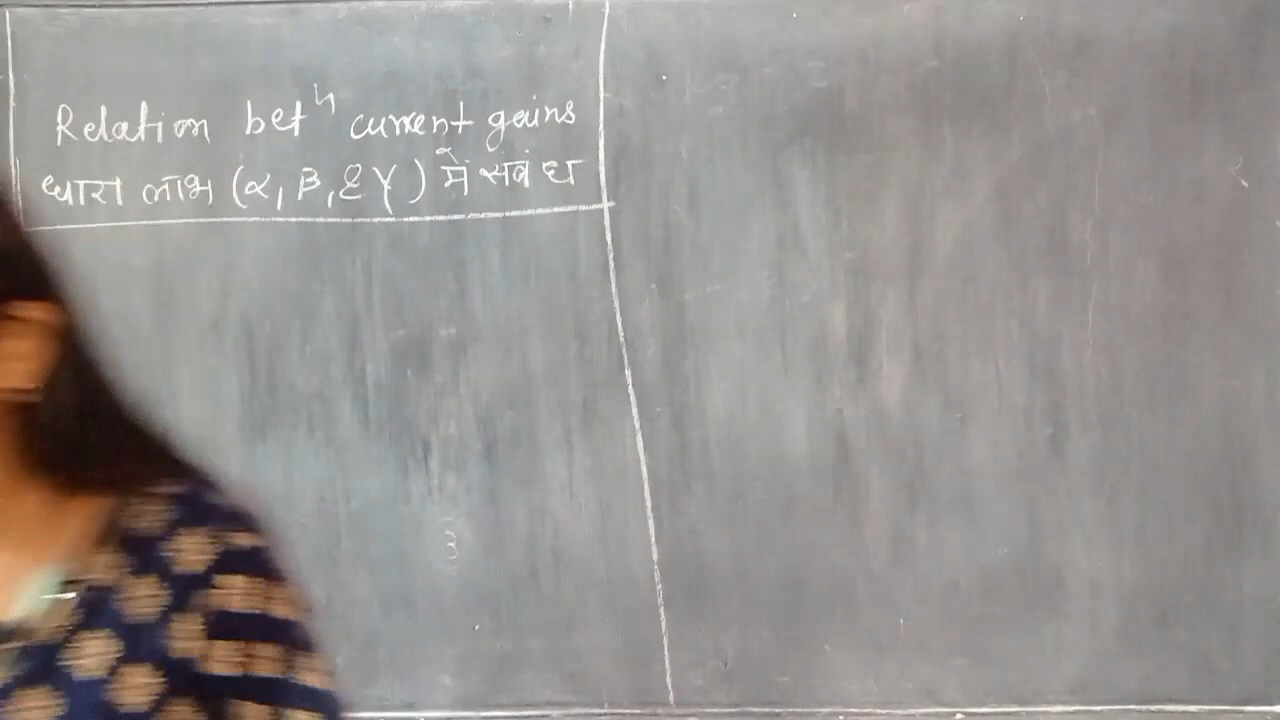 Relation betⁿ current gains
धारा लाभ (α, β, & γ) में संबंध